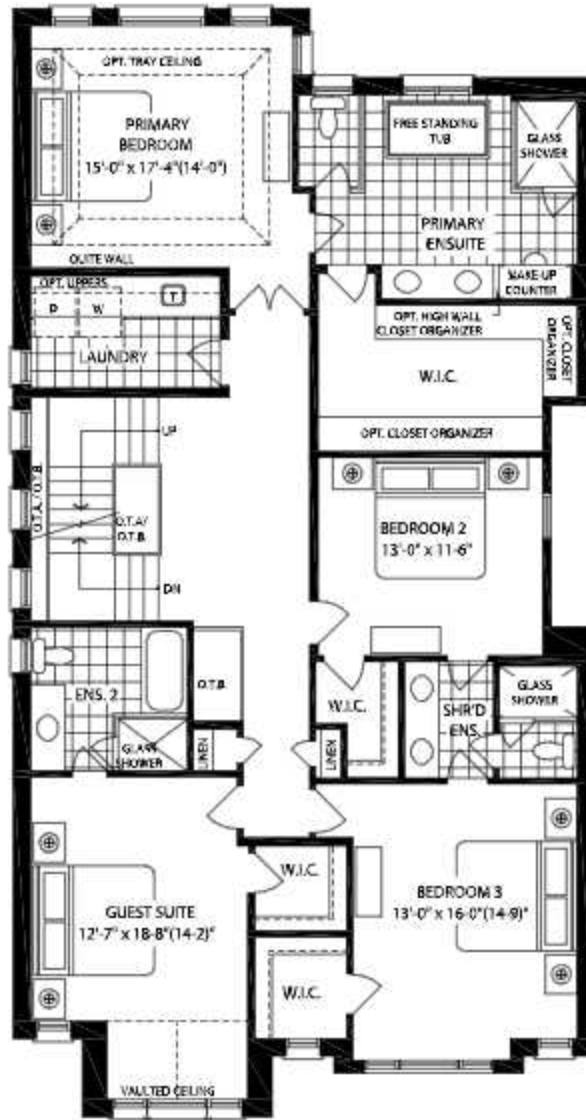 OPT. TRAY CEILING
PRIMARY
BEDROOM
15'-0" x 17'-4"(14'-0")
QUITE WALL
FREE STANDING
TUB
GLASS
SHOWER
PRIMARY
ENSUITE
MAKE-UP
COUNTER
OPT. UPPERS
D
W
T
LAUNDRY
OPT. HIGH WALL
CLOSET ORGANIZER
OPT. CLOSET
ORGANIZER
W.I.C.
OPT. CLOSET ORGANIZER
UP
O.T.A./O.T.B.
O.T.A/
O.T.B.
DN
BEDROOM 2
13'-0" x 11'-6"
ENS. 2
O.T.B.
GLASS
SHOWER
LINEN
LINEN
W.I.C.
SHR'D
ENS.
GLASS
SHOWER
GUEST SUITE
12'-7" x 18'-8"(14'-2)"
W.I.C.
BEDROOM 3
13'-0" x 16'-0"(14'-9)"
W.I.C.
VAULTED CEILING